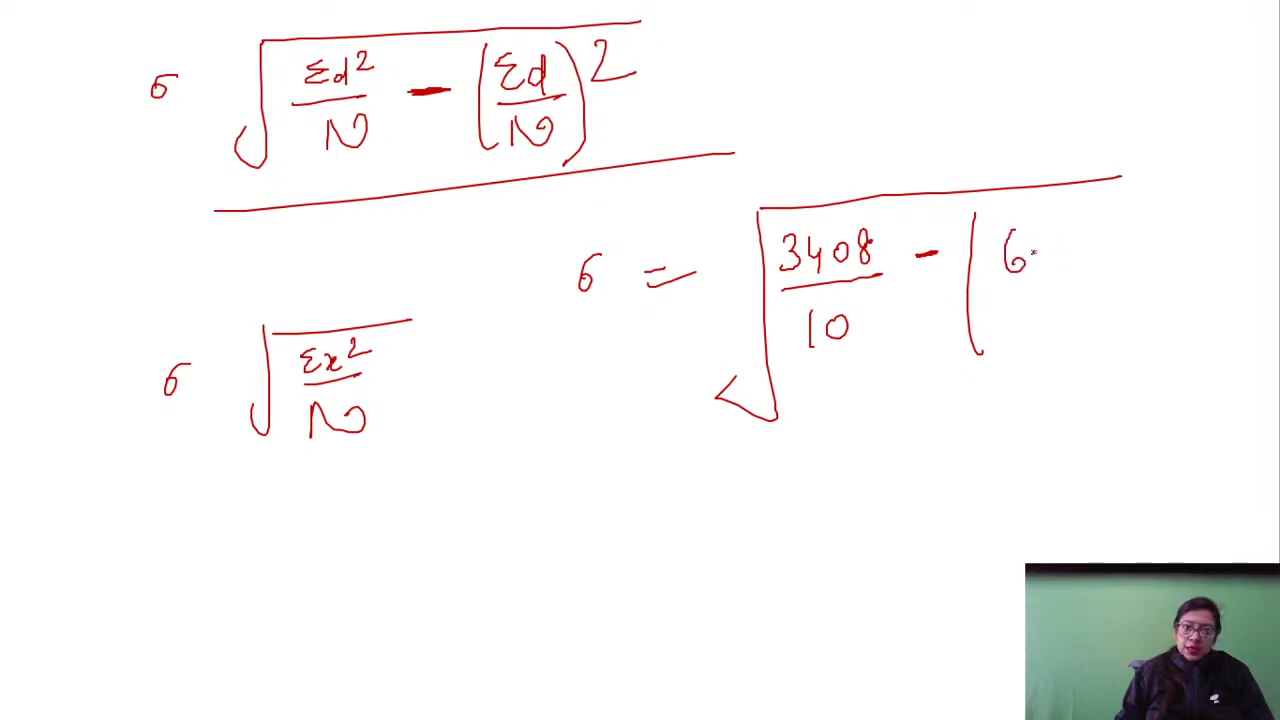 σ √(Σd²/N - (Σd/N)²)
σ = √(3408/10 - (6
σ √(Σx²/N)